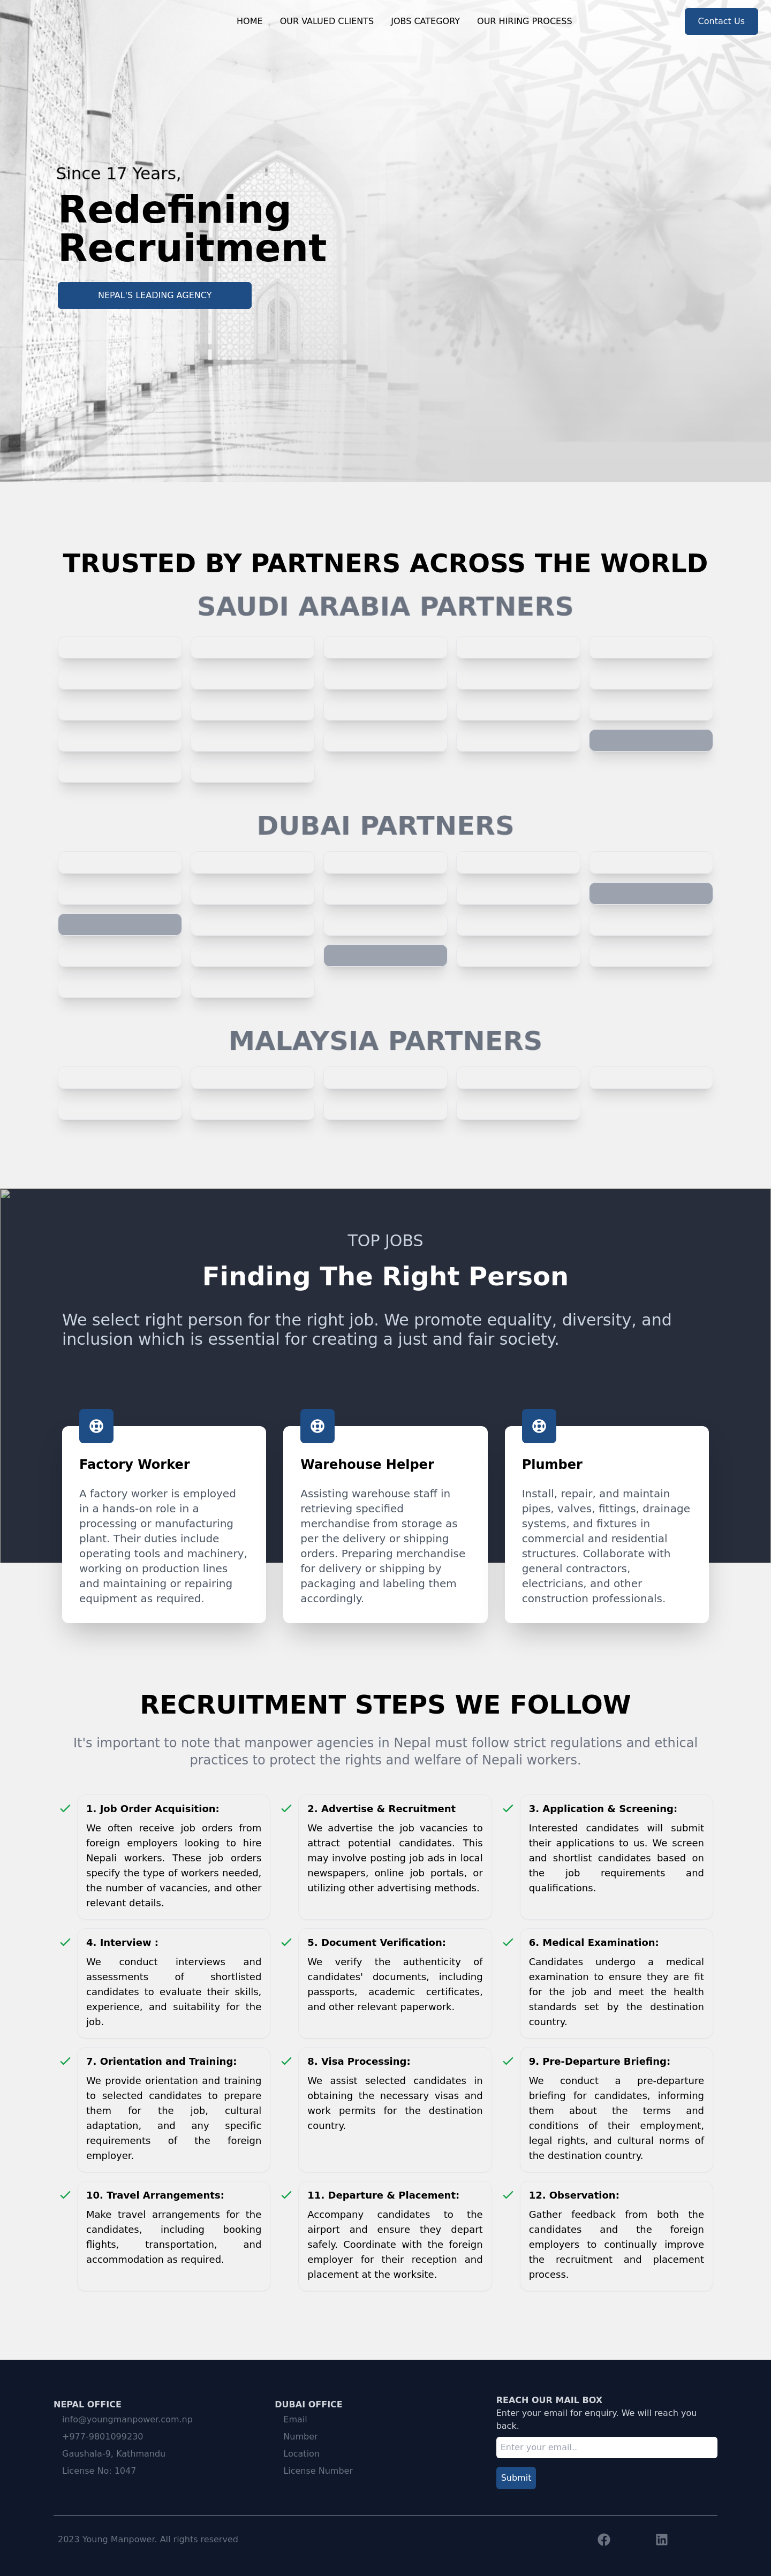 HOME OUR VALUED CLIENTS JOBS CATEGORY OUR HIRING PROCESS Contact Us
Since 17 Years,
Redefining
Recruitment
NEPAL'S LEADING AGENCY
TRUSTED BY PARTNERS ACROSS THE WORLD
SAUDI ARABIA PARTNERS
DUBAI PARTNERS
MALAYSIA PARTNERS
TOP JOBS
Finding The Right Person
We select right person for the right job. We promote equality, diversity, and
inclusion which is essential for creating a just and fair society.
Factory Worker
A factory worker is employed
in a hands-on role in a
processing or manufacturing
plant. Their duties include
operating tools and machinery,
working on production lines
and maintaining or repairing
equipment as required.
Warehouse Helper
Assisting warehouse staff in
retrieving specified
merchandise from storage as
per the delivery or shipping
orders. Preparing merchandise
for delivery or shipping by
packaging and labeling them
accordingly.
Plumber
Install, repair, and maintain
pipes, valves, fittings, drainage
systems, and fixtures in
commercial and residential
structures. Collaborate with
general contractors,
electricians, and other
construction professionals.
RECRUITMENT STEPS WE FOLLOW
It's important to note that manpower agencies in Nepal must follow strict regulations and ethical
practices to protect the rights and welfare of Nepali workers.
1. Job Order Acquisition:
We often receive job orders from
foreign employers looking to hire
Nepali workers. These job orders
specify the type of workers needed,
the number of vacancies, and other
relevant details.
2. Advertise & Recruitment
We advertise the job vacancies to
attract potential candidates. This
may involve posting job ads in local
newspapers, online job portals, or
utilizing other advertising methods.
3. Application & Screening:
Interested candidates will submit
their applications to us. We screen
and shortlist candidates based on
the job requirements and
qualifications.
4. Interview :
We conduct interviews and
assessments of shortlisted
candidates to evaluate their skills,
experience, and suitability for the
job.
5. Document Verification:
We verify the authenticity of
candidates' documents, including
passports, academic certificates,
and other relevant paperwork.
6. Medical Examination:
Candidates undergo a medical
examination to ensure they are fit
for the job and meet the health
standards set by the destination
country.
7. Orientation and Training:
We provide orientation and training
to selected candidates to prepare
them for the job, cultural
adaptation, and any specific
requirements of the foreign
employer.
8. Visa Processing:
We assist selected candidates in
obtaining the necessary visas and
work permits for the destination
country.
9. Pre-Departure Briefing:
We conduct a pre-departure
briefing for candidates, informing
them about the terms and
conditions of their employment,
legal rights, and cultural norms of
the destination country.
10. Travel Arrangements:
Make travel arrangements for the
candidates, including booking
flights, transportation, and
accommodation as required.
11. Departure & Placement:
Accompany candidates to the
airport and ensure they depart
safely. Coordinate with the foreign
employer for their reception and
placement at the worksite.
12. Observation:
Gather feedback from both the
candidates and the foreign
employers to continually improve
the recruitment and placement
process.
NEPAL OFFICE
info@youngmanpower.com.np
+977-9801099230
Gaushala-9, Kathmandu
License No: 1047
DUBAI OFFICE
Email
Number
Location
License Number
REACH OUR MAIL BOX
Enter your email for enquiry. We will reach you
back.
Enter your email..
Submit
2023 Young Manpower. All rights reserved